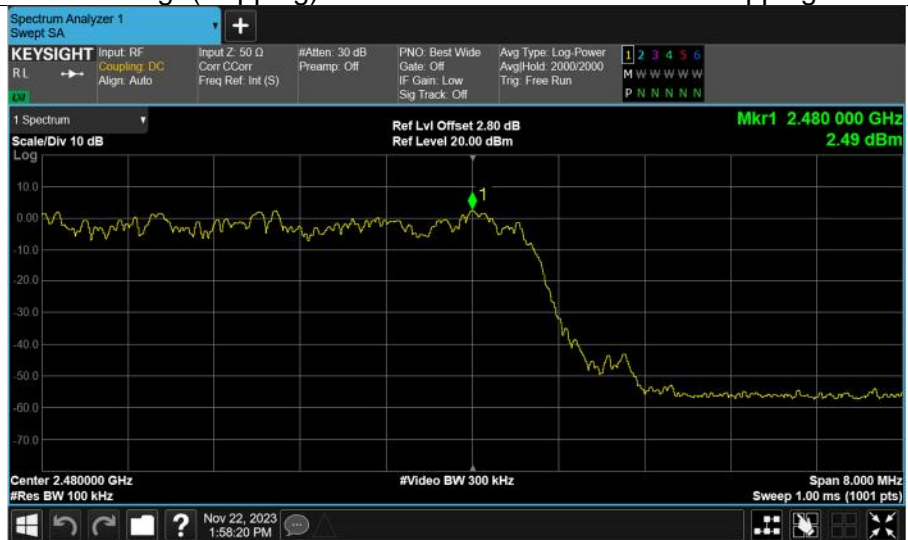 Spectrum Analyzer 1
Swept SA
+
KEYSIGHT Input: RF Input Z: 50 Ω #Atten: 30 dB PNO: Best Wide Avg Type: Log-Power 1 2 3 4 5 6
RL Coupling: DC Corr CCorr Preamp: Off Gate: Off Avg|Hold: 2000/2000 M W W W W W
Align: Auto Freq Ref: Int (S) IF Gain: Low Trig: Free Run
Sig Track: Off P N N N N N
1 Spectrum
Ref Lvl Offset 2.80 dB Mkr1 2.480 000 GHz
Scale/Div 10 dB Ref Level 20.00 dBm 2.49 dBm
Log
10.0
1
0.00
-10.0
-20.0
-30.0
-40.0
-50.0
-60.0
-70.0
Center 2.480000 GHz #Video BW 300 kHz Span 8.000 MHz
#Res BW 100 kHz Sweep 1.00 ms (1001 pts)
? Nov 22, 2023
1:58:20 PM